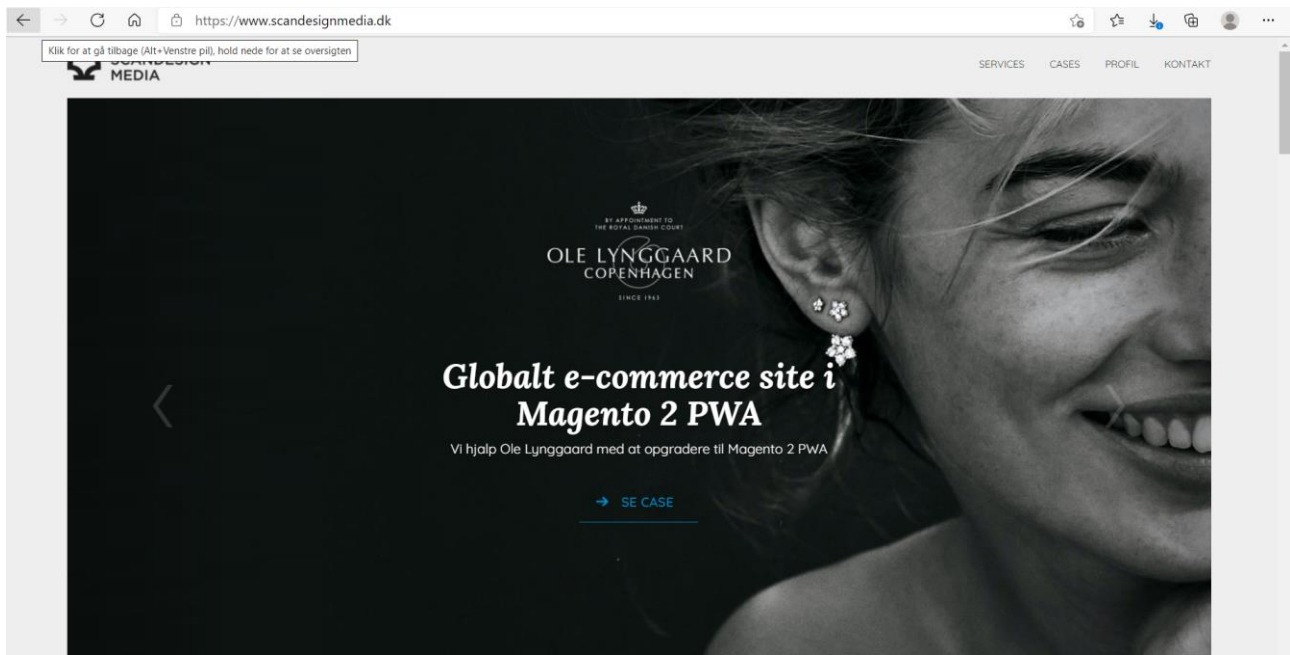 https://www.scandesignmedia.dk
Klik for at gå tilbage (Alt+Venstre pil), hold nede for at se oversigten
SCANDESIGN
MEDIA
SERVICES CASES PROFIL KONTAKT
BY APPOINTMENT TO
THE ROYAL DANISH COURT
OLE LYNGGAARD
COPENHAGEN
SINCE 1963
Globalt e-commerce site i
Magento 2 PWA
Vi hjalp Ole Lynggaard med at opgradere til Magento 2 PWA
SE CASE